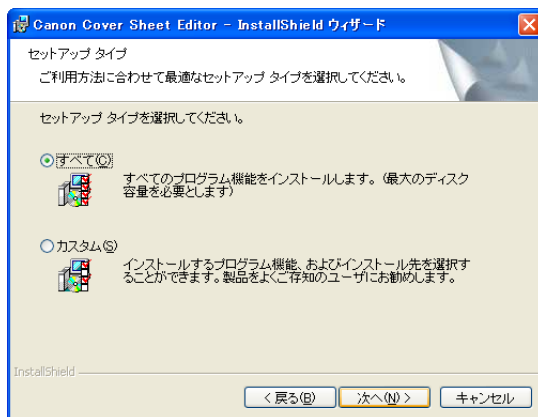 Canon Cover Sheet Editor - InstallShield ウィザード
セットアップ タイプ
ご利用方法に合わせて最適なセットアップ タイプを選択してください。
セットアップ タイプを選択してください。
すべて(C)
すべてのプログラム機能をインストールします。(最大のディスク
容量を必要とします)
カスタム(S)
インストールするプログラム機能、およびインストール先を選択す
ることができます。製品をよくご存知のユーザにお勧めします。
InstallShield
< 戻る(B) 次へ(N) > キャンセル